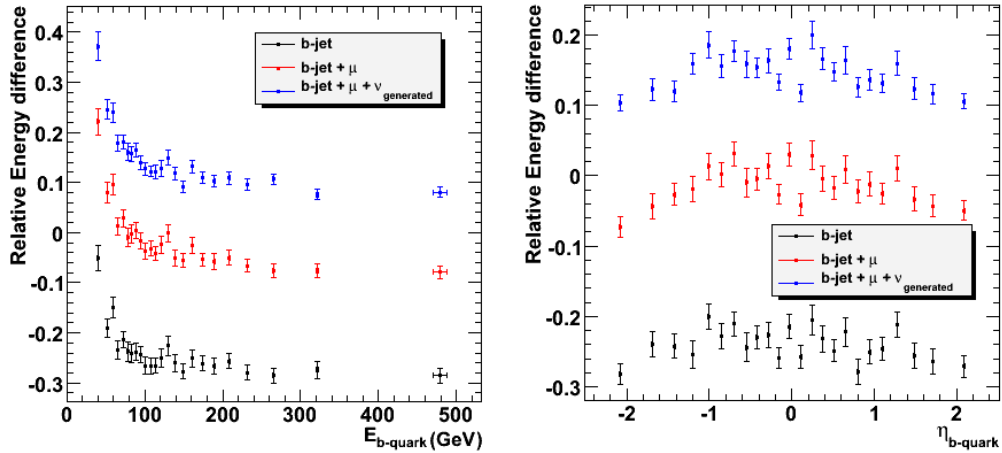 Relative Energy difference
0.4
0.3
0.2
0.1
0
-0.1
-0.2
-0.3
b-jet
b-jet + μ
b-jet + μ + ν generated
0 100 200 300 400 500
E b-quark (GeV)
Relative Energy difference
0.2
0.1
0
-0.1
-0.2
-0.3
b-jet
b-jet + μ
b-jet + μ + ν generated
-2 -1 0 1 2
η b-quark